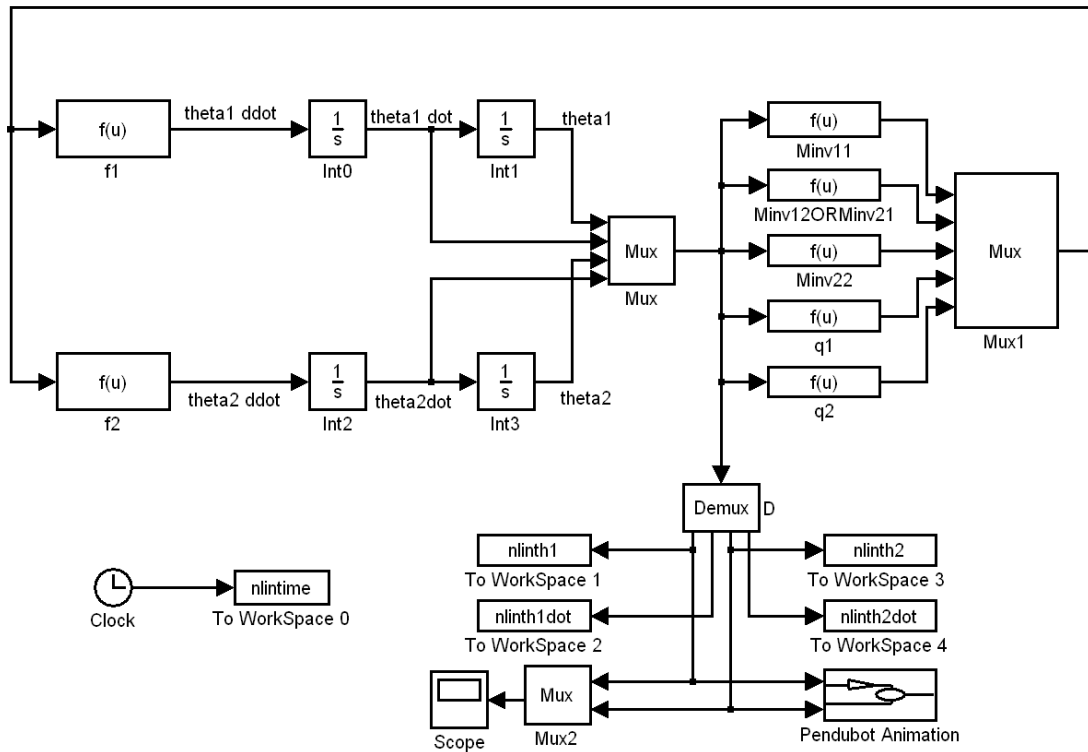 f(u)
f1
theta1 ddot
1
s
Int0
theta1 dot
1
s
Int1
theta1
f(u)
f2
theta2 ddot
1
s
Int2
theta2dot
1
s
Int3
theta2
Mux
Mux
f(u)
Minv11
f(u)
Minv12ORMinv21
f(u)
Minv22
f(u)
q1
f(u)
q2
Mux
Mux1
Demux
D
nlinth1
To WorkSpace 1
nlinth2
To WorkSpace 3
nlinth1dot
To WorkSpace 2
nlinth2dot
To WorkSpace 4
Clock
nlintime
To WorkSpace 0
Scope
Mux
Mux2
Pendubot Animation